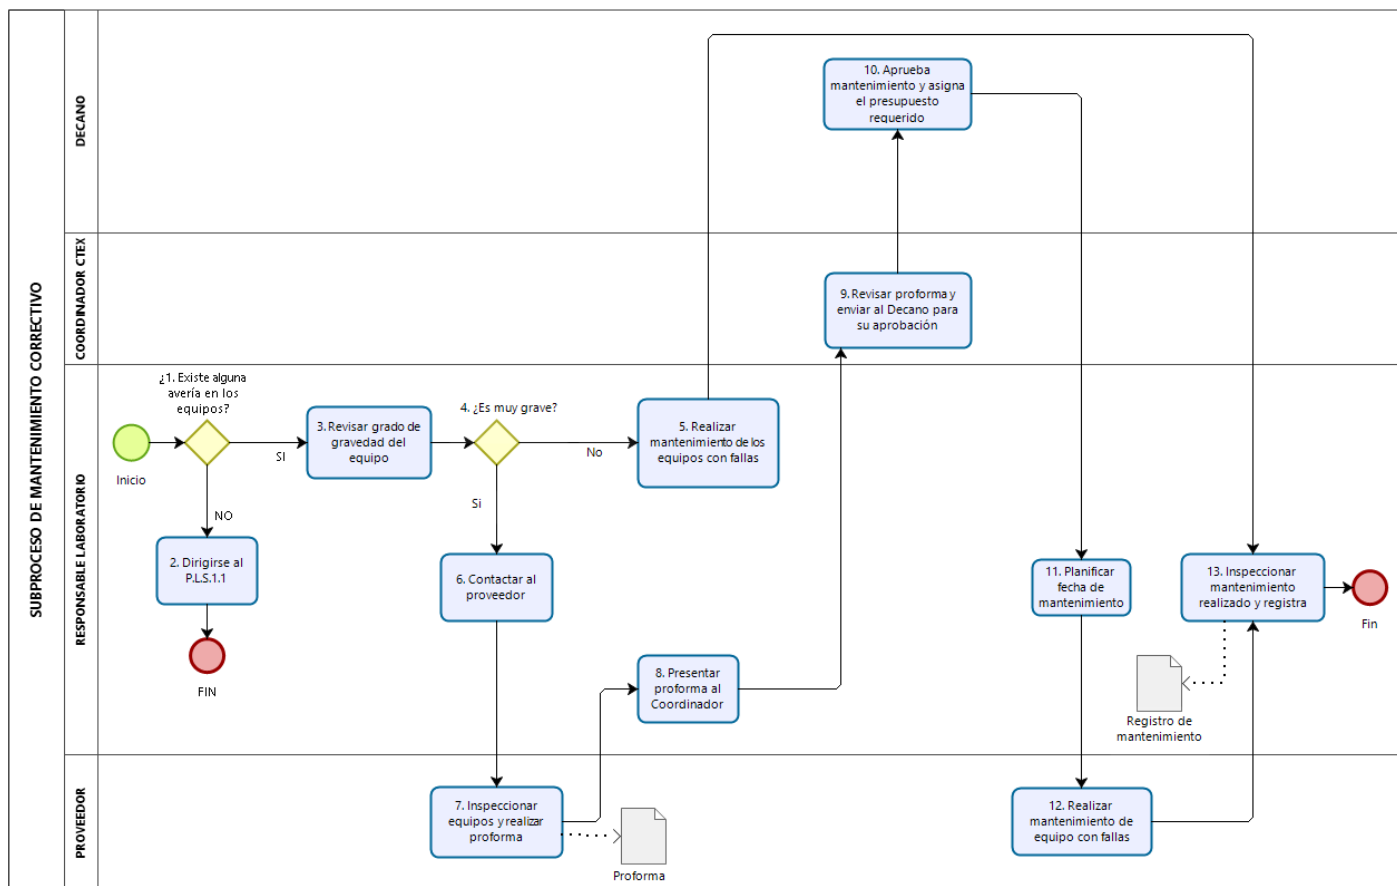 SUBPROCESO DE MANTENIMIENTO CORRECTIVO
DECANO
10. Aprueba
mantenimiento y asigna
el presupuesto
requerido
COORDINADOR CTEX
9. Revisar proforma y
enviar al Decano para
su aprobación
RESPONSABLE LABORATORIO
¿1. Existe alguna
avería en los
equipos?
Inicio
SI
NO
2. Dirigirse al
P.L.S.1.1
FIN
3. Revisar grado de
gravedad del
equipo
4. ¿Es muy grave?
No
Si
5. Realizar
mantenimiento de los
equipos con fallas
6. Contactar al
proveedor
8. Presentar
proforma al
Coordinador
11. Planificar
fecha de
mantenimiento
13. Inspeccionar
mantenimiento
realizado y registra
Fin
Registro de
mantenimiento
PROVEEDOR
7. Inspeccionar
equipos y realizar
proforma
Proforma
12. Realizar
mantenimiento de
equipo con fallas